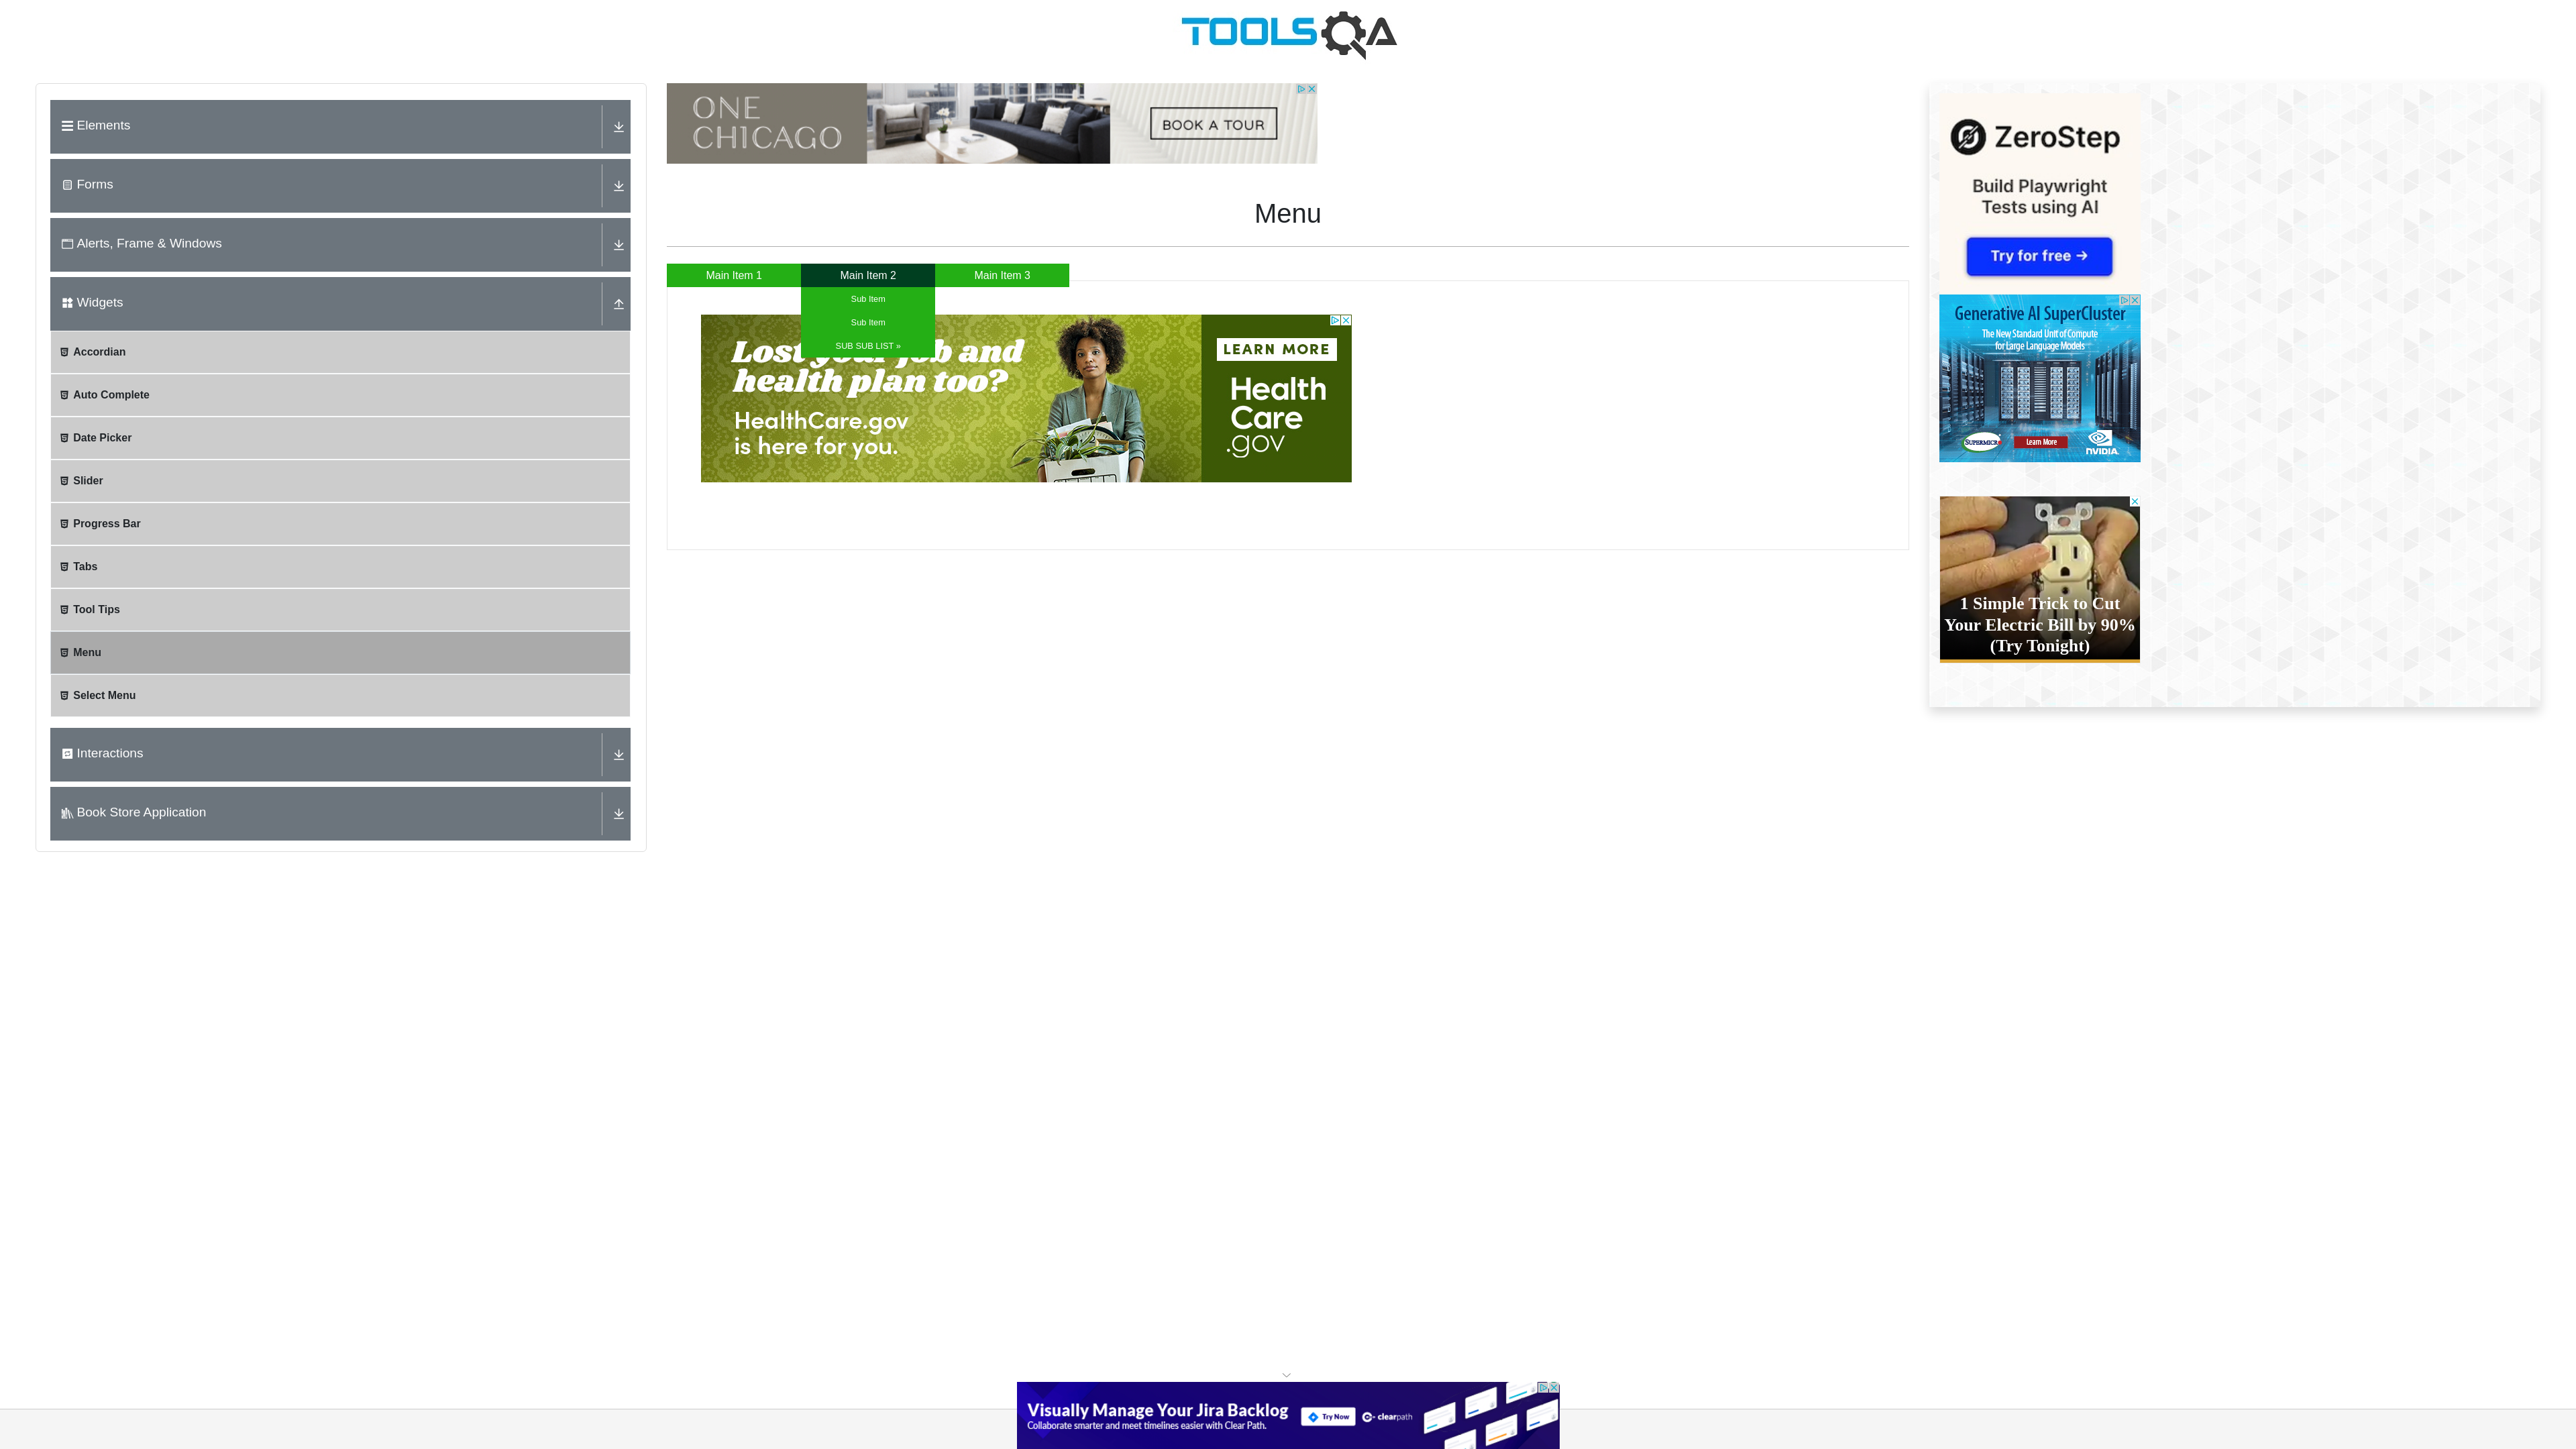 TOOLSQA
Elements
Forms
Alerts, Frame & Windows
Widgets
Accordian
Auto Complete
Date Picker
Slider
Progress Bar
Tabs
Tool Tips
Menu
Select Menu
Interactions
Book Store Application
ONE
CHICAGO
BOOK A TOUR
Menu
Main Item 1
Main Item 2
Main Item 3
Sub Item
Sub Item
SUB SUB LIST »
Lost your job and
health plan too?
HealthCare.gov
is here for you.
LEARN MORE
Health
Care
.gov
ZeroStep
Build Playwright
Tests using AI
Try for free →
Generative AI SuperCluster
The New Standard Unit of Compute
for Large Language Models
SUPERMICRO
Learn More
NVIDIA.
1 Simple Trick to Cut
Your Electric Bill by 90%
(Try Tonight)
Visually Manage Your Jira Backlog
Collaborate smarter and meet timelines easier with Clear Path.
Try Now
clearpath